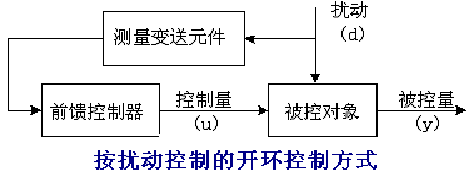 扰动
(d)
测量变送元件
前馈控制器
控制量
(u)
被控对象
被控量
(y)
按扰动控制的开环控制方式